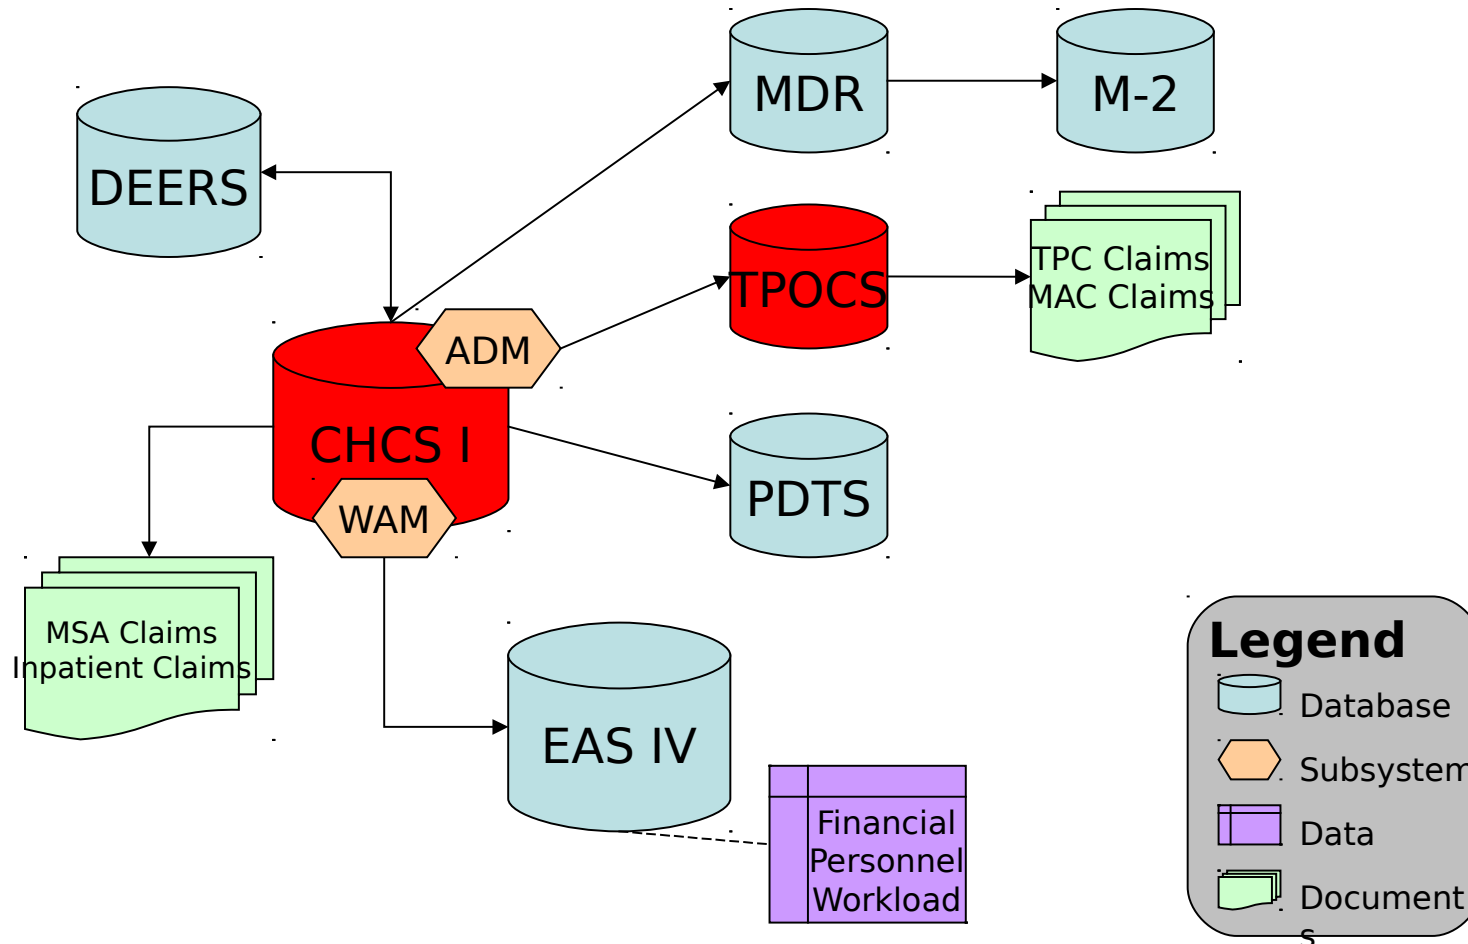 MDR
M-2
DEERS
TPOCS
TPC Claims
MAC Claims
ADM
CHCS I
WAM
PDTS
MSA Claims
Inpatient Claims
EAS IV
Financial
Personnel
Workload
Legend
Database
Subsystem
Data
Document
s